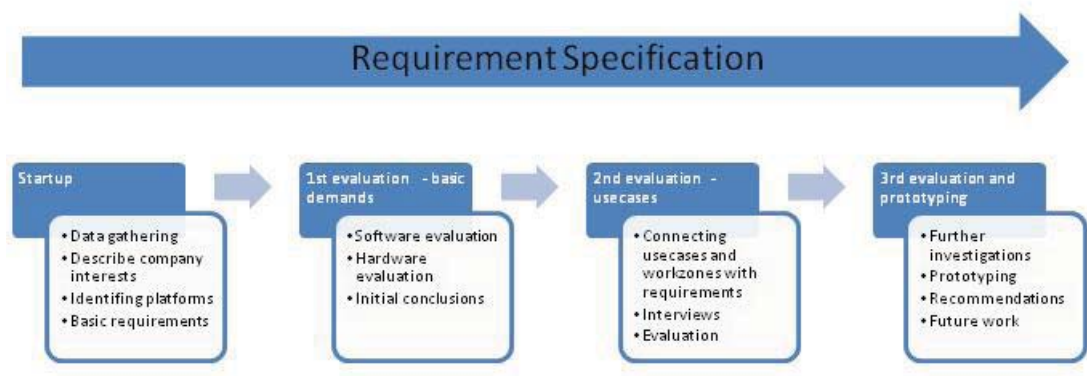 Requirement Specification
Startup
• Data gathering
• Describe company
interests
• Identifing platforms
• Basic requirements
1st evaluation - basic
demands
• Software evaluation
• Hardware
evaluation
• Initial conclusions
2nd evaluation -
usecases
• Connecting
usecases and
workzones with
requirements
• Interviews
• Evaluation
3rd evaluation and
prototyping
• Further
investigations
• Prototyping
• Recommendations
• Future work